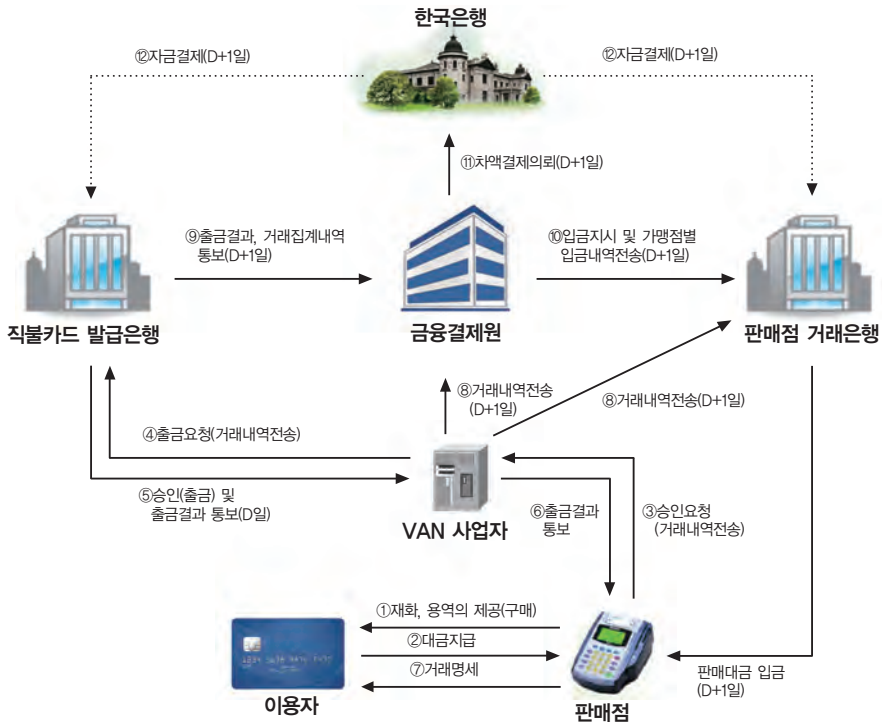 한국은행
⑫자금결제(D+1일)
⑫자금결제(D+1일)
⑪차액결제의뢰(D+1일)
⑨출금결과, 거래집계내역
통보(D+1일)
⑩입금지시 및 가맹점별
입금내역전송(D+1일)
직불카드 발급은행
금융결제원
판매점 거래은행
⑧거래내역전송
(D+1일)
⑧거래내역전송(D+1일)
④출금요청(거래내역전송)
⑤승인(출금) 및
출금결과 통보(D일)
VAN 사업자
⑥출금결과
통보
③승인요청
(거래내역전송)
①재화, 용역의 제공(구매)
②대금지급
⑦거래명세
판매대금 입금
(D+1일)
이용자
판매점